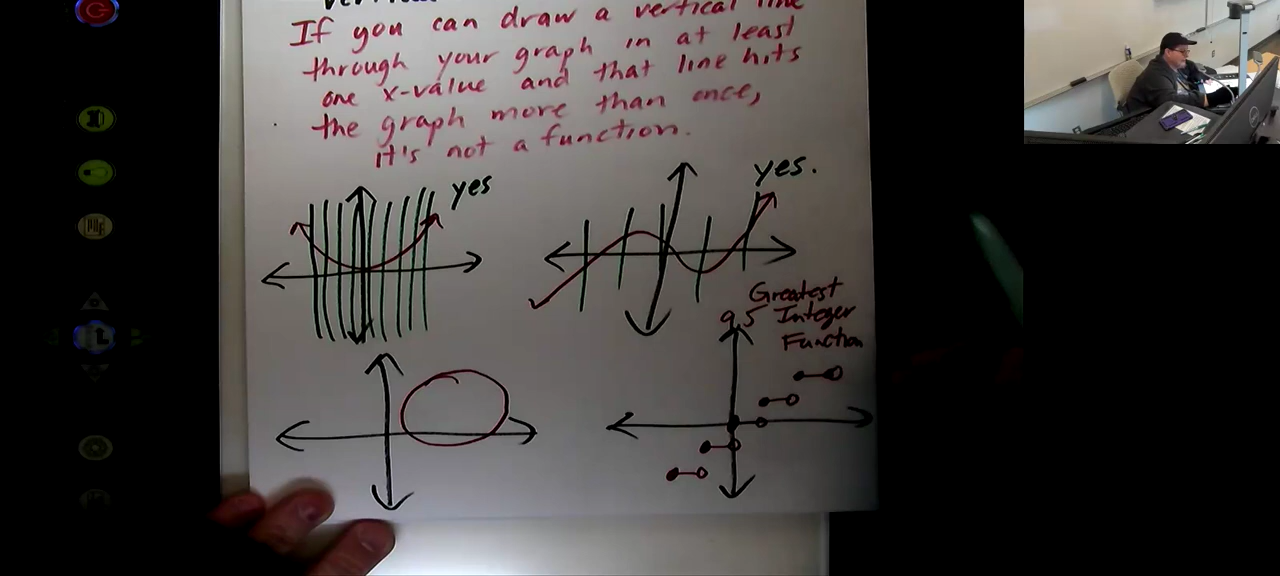 Vertical
If you can draw a vertical line
through your graph in at least
one x-value and that line hits
the graph more than once,
it's not a function.
yes
yes.
Greatest
Integer
Function